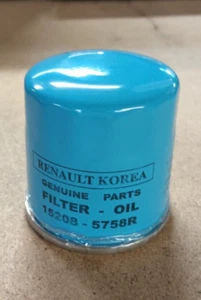 RENAULT KOREA
GENUINE PARTS
FILTER - OIL
15208 - 5758R